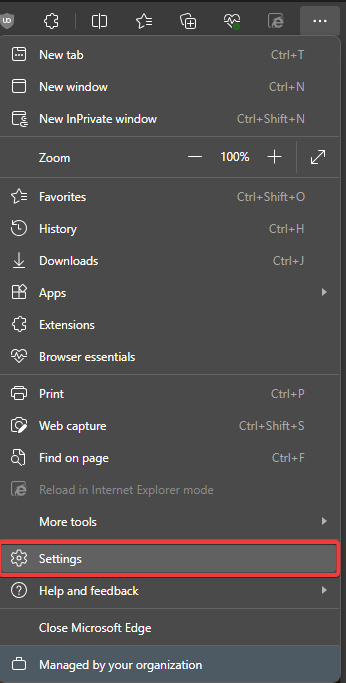 UD
New tab Ctrl+T
New window Ctrl+N
New InPrivate window Ctrl+Shift+N
Zoom 100%
Favorites Ctrl+Shift+O
History Ctrl+H
Downloads Ctrl+J
Apps
Extensions
Browser essentials
Print Ctrl+P
Web capture Ctrl+Shift+S
Find on page Ctrl+F
Reload in Internet Explorer mode
More tools
Settings
Help and feedback
Close Microsoft Edge
Managed by your organization